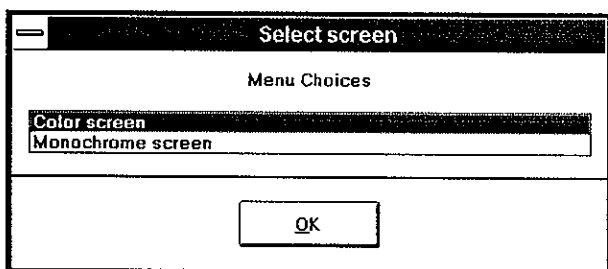 Select screen
Menu Choices
Color screen
Monochrome screen
OK